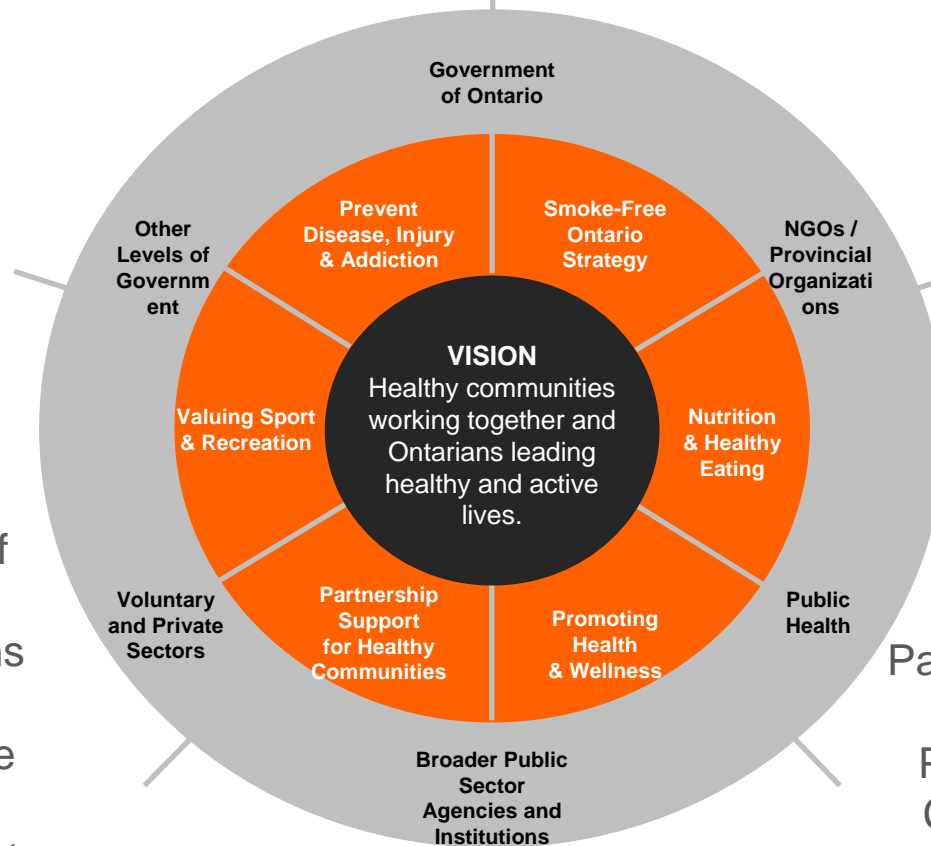 Government
of Ontario
Prevent
Disease, Injury
& Addiction
Smoke-Free
Ontario
Strategy
Other
Levels of
Governm
ent
NGOs /
Provincial
Organizati
ons
VISION
Healthy communities
working together and
Ontarians leading
healthy and active
lives.
Valuing Sport
& Recreation
Nutrition
& Healthy
Eating
Partnership
Support
for Healthy
Communities
Promoting
Health
& Wellness
Voluntary
and Private
Sectors
Public
Health
Broader Public
Sector
Agencies and
Institutions